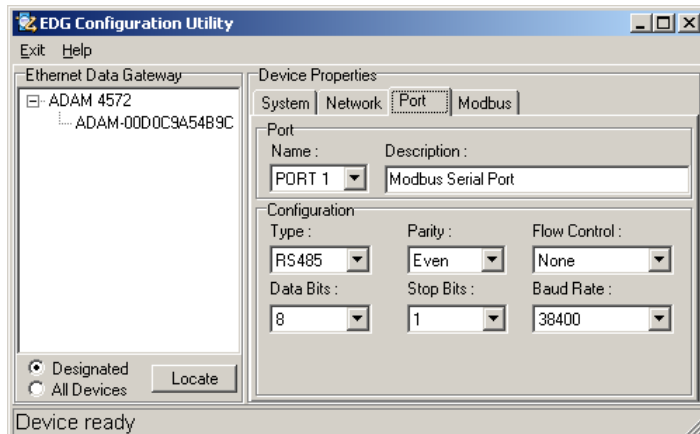 EDG Configuration Utility
Exit Help
Ethernet Data Gateway
ADAM 4572
ADAM-00D0C9A54B9C
Designated
All Devices
Locate
Device Properties
System Network Port Modbus
Port
Name : Description :
PORT 1 Modbus Serial Port
Configuration
Type : Parity : Flow Control :
RS485 Even None
Data Bits : Stop Bits : Baud Rate :
8 1 38400
Device ready